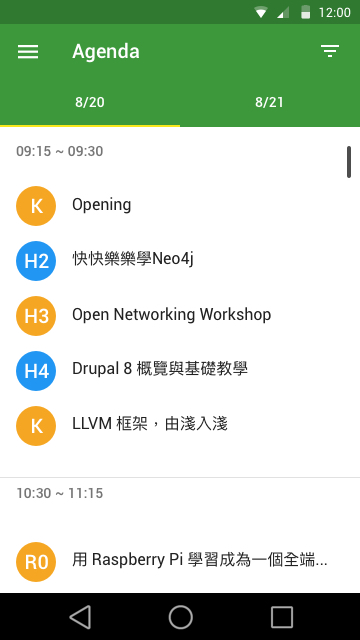 12:00
Agenda
8/20
8/21
09:15 ~ 09:30
K
Opening
H2
快快樂樂學Neo4j
H3
Open Networking Workshop
H4
Drupal 8 概覽與基礎教學
K
LLVM 框架，由淺入淺
10:30 ~ 11:15
R0
用 Raspberry Pi 學習成為一個全端...